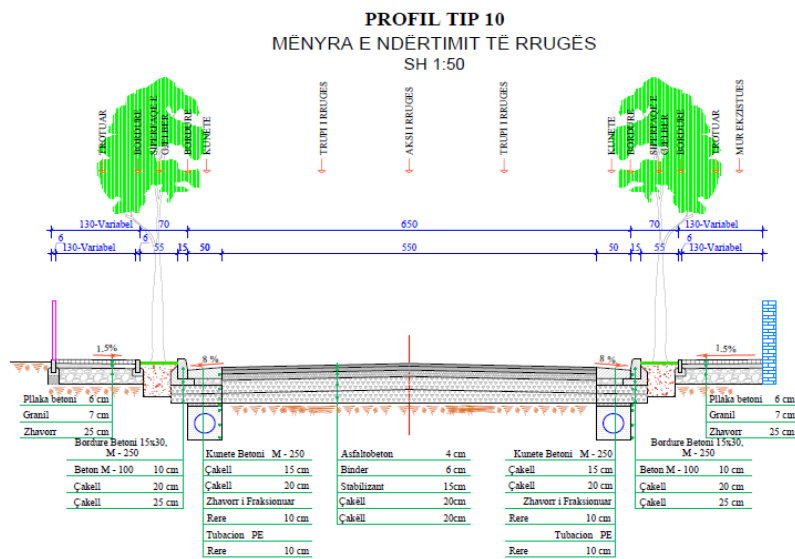 PROFIL TIP 10
MËNYRA E NDËRTIMIT TË RRUGËS
SH 1:50
TROTUAR
BORDURE
SIPERFAQE E GJELBER
BORDURE
KUNETE
TRUPI I RRUGES
AKSI I RRUGES
TRUPI I RRUGES
KUNETE
BORDURE
SIPERFAQE E GJELBER
BORDURE
TROTUAR
MUR EKZISTUES
130-Variabel 70 650 70 130-Variabel
6 6 6
130-Variabel 55 15 50 550 50 15 55 130-Variabel
1,5% 8 % 8 % 1,5%
Pllaka betoni 6 cm
Granil 7 cm
Zhavorr 25 cm
Bordure Betoni 15x30,
M - 250
Beton M - 100 10 cm
Çakell 20 cm
Çakell 25 cm
Kunete Betoni M - 250
Çakell 15 cm
Çakell 20 cm
Zhavorri i Fraksionuar
Rere 10 cm
Tubacion PE
Rere 10 cm
Asfaltobeton 4 cm
Binder 6 cm
Stabilizant 15cm
Çakëll 20cm
Çakëll 20cm
Kunete Betoni M - 250
Çakell 15 cm
Çakell 20 cm
Zhavorri i Fraksionuar
Rere 10 cm
Tubacion PE
Rere 10 cm
Pllaka betoni 6 cm
Granil 7 cm
Zhavorr 25 cm
Bordure Betoni 15x30,
M - 250
Beton M - 100 10 cm
Çakell 20 cm
Çakell 25 cm